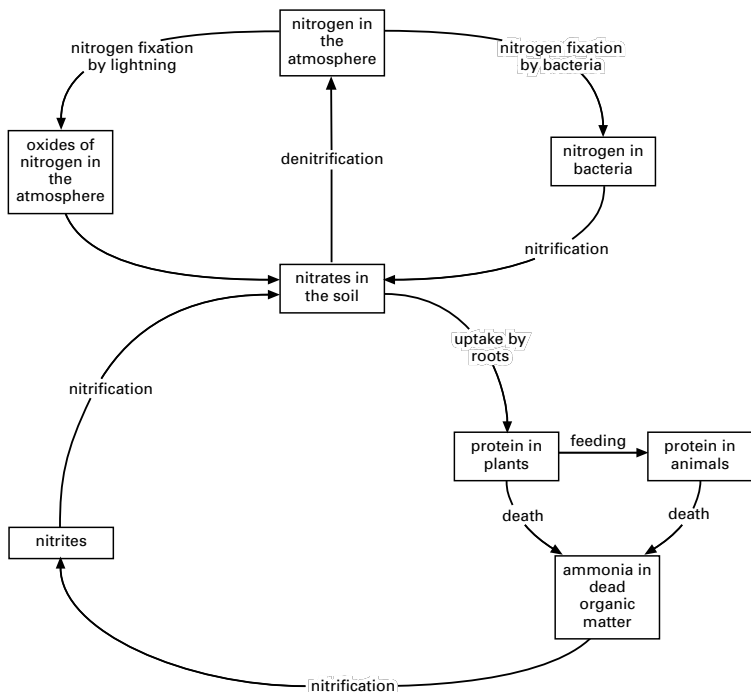 nitrogen in
the
atmosphere
nitrogen fixation
by lightning
nitrogen fixation
by bacteria
oxides of
nitrogen in
the
atmosphere
denitrification
nitrogen in
bacteria
nitrification
nitrates in
the soil
uptake by
roots
nitrification
protein in
plants
feeding
protein in
animals
death
death
nitrites
ammonia in
dead
organic
matter
nitrification